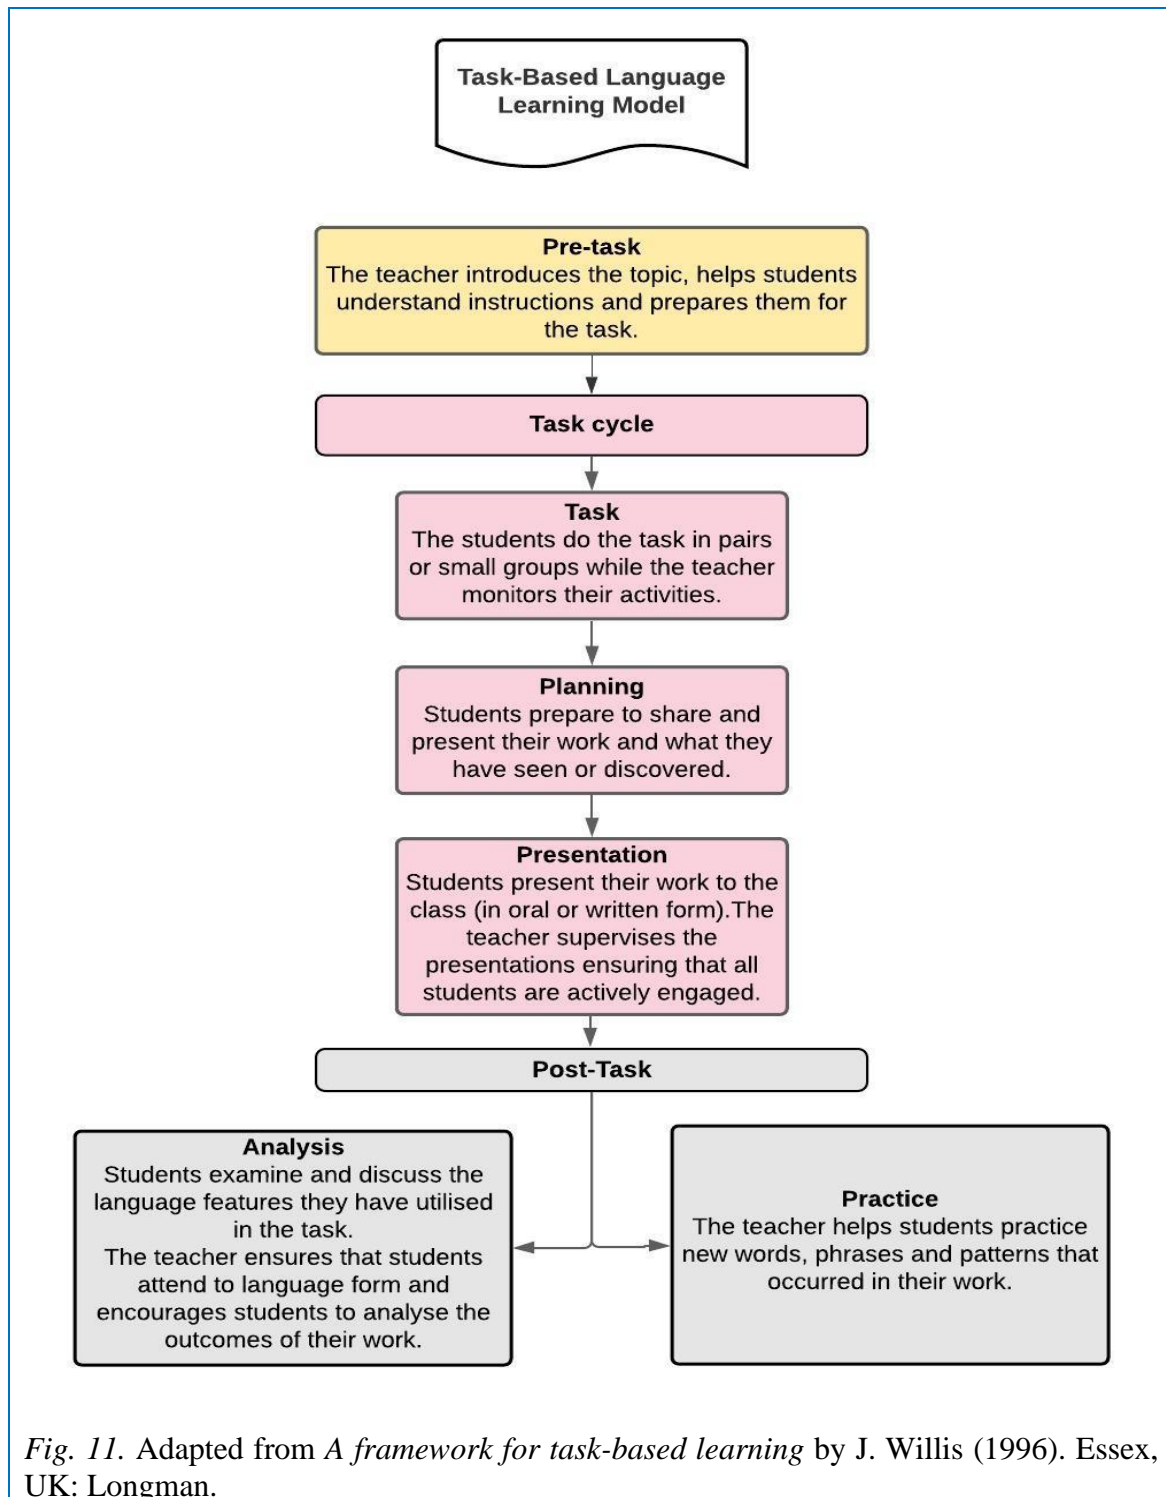 Task-Based Language
Learning Model
Pre-task
The teacher introduces the topic, helps students
understand instructions and prepares them for
the task.
Task cycle
Task
The students do the task in pairs
or small groups while the teacher
monitors their activities.
Planning
Students prepare to share and
present their work and what they
have seen or discovered.
Presentation
Students present their work to the
class (in oral or written form).The
teacher supervises the
presentations ensuring that all
students are actively engaged.
Post-Task
Analysis
Students examine and discuss the
language features they have utilised
in the task.
The teacher ensures that students
attend to language form and
encourages students to analyse the
outcomes of their work.
Practice
The teacher helps students practice
new words, phrases and patterns that
occurred in their work.
Fig. 11. Adapted from A framework for task-based learning by J. Willis (1996). Essex,
UK: Longman.